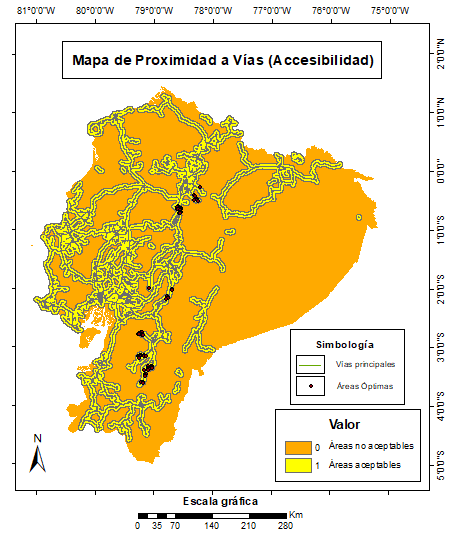 81°0'0"W 80°0'0"W 79°0'0"W 78°0'0"W 77°0'0"W 76°0'0"W 75°0'0"W
Mapa de Proximidad a Vías (Accesibilidad)
2°0'0"N
1°0'0"N
0°0'0"
1°0'0"S
2°0'0"S
3°0'0"S
4°0'0"S
5°0'0"S
Simbología
Vías principales
Áreas Óptimas
Valor
0 Áreas no aceptables
1 Áreas aceptables
N
Escala gráfica
Km
0 35 70 140 210 280